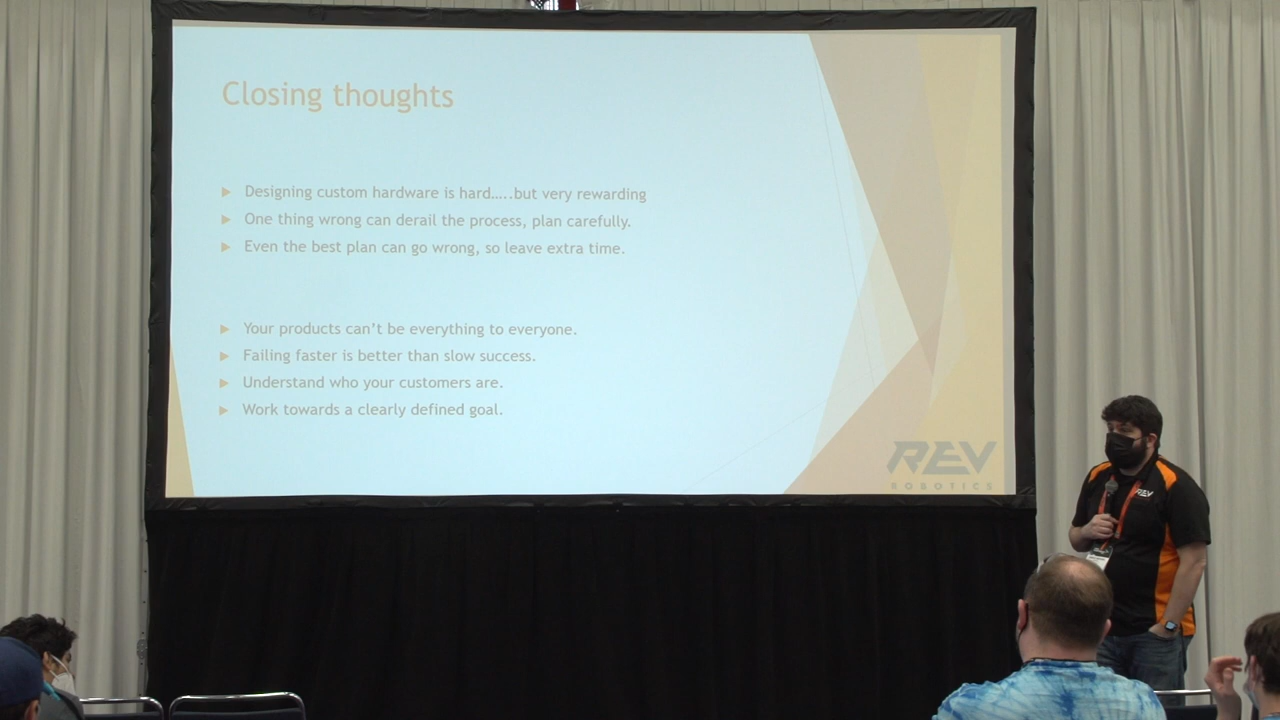 Closing thoughts
Designing custom hardware is hard.....but very rewarding
One thing wrong can derail the process, plan carefully.
Even the best plan can go wrong, so leave extra time.
Your products can't be everything to everyone.
Failing faster is better than slow success.
Understand who your customers are.
Work towards a clearly defined goal.
REV
ROBOTICS
REV